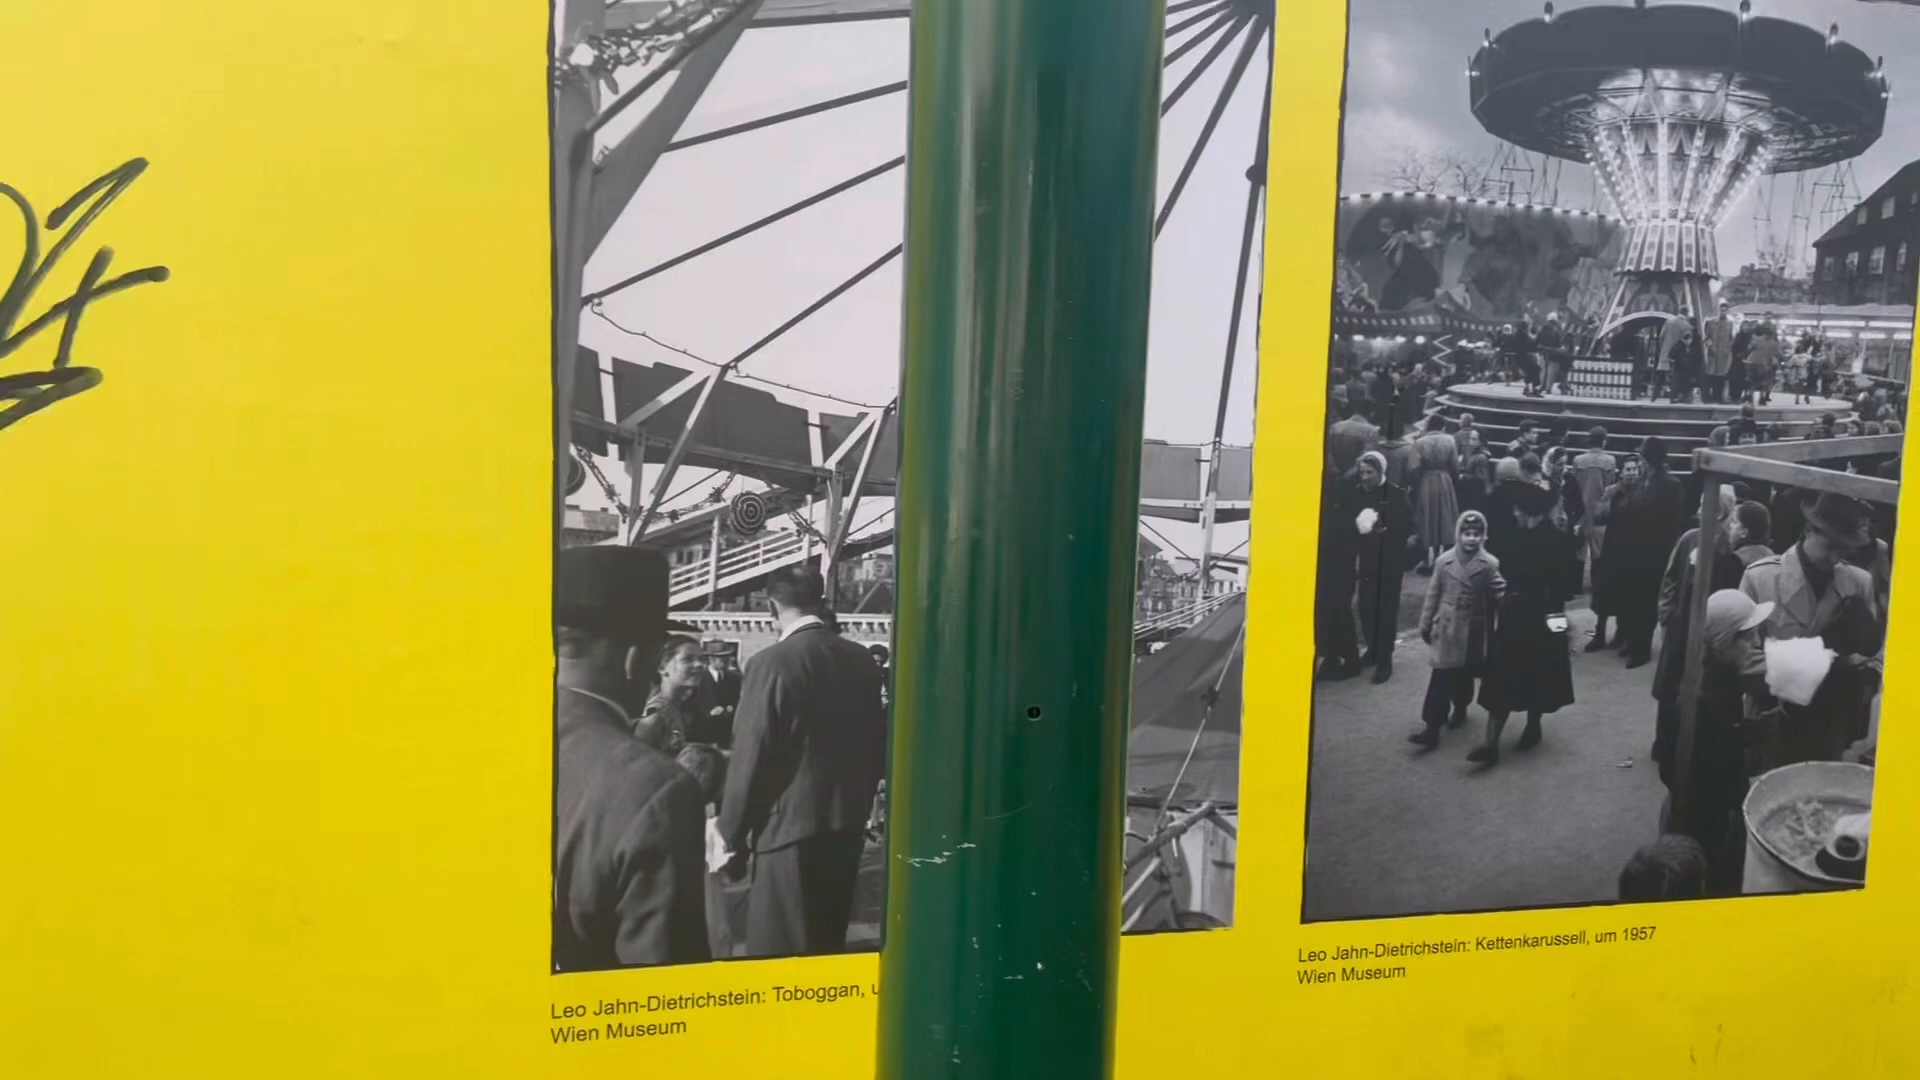 Leo Jahn-Dietrichstein: Toboggan,
Wien Museum
Leo Jahn-Dietrichstein: Kettenkarussell, um 1957
Wien Museum